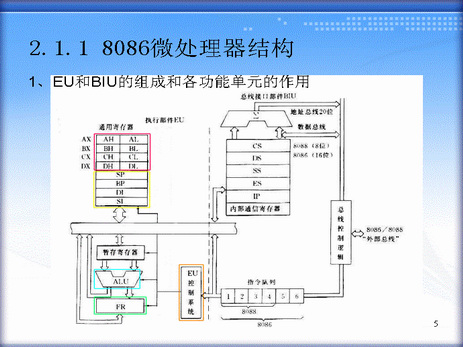 2.1.1 8086微处理器结构
1、EU和BIU的组成和各功能单元的作用
总线接口部件BIU
执行部件EU
地址总线20位
通用寄存器
数据总线
AX AH AL
BX BH BL
CX CH CL
DX DH DL
SP
BP
DI
SI
CS
DS
SS
ES
IP
内部通信寄存器
8088(8位)
8086(16位)
总线控制逻辑
8086/8088
"外部总线"
暂存寄存器
ALU
FR
EU控制系统
指令队列
1 2 3 4 5 6
8088
8086
5